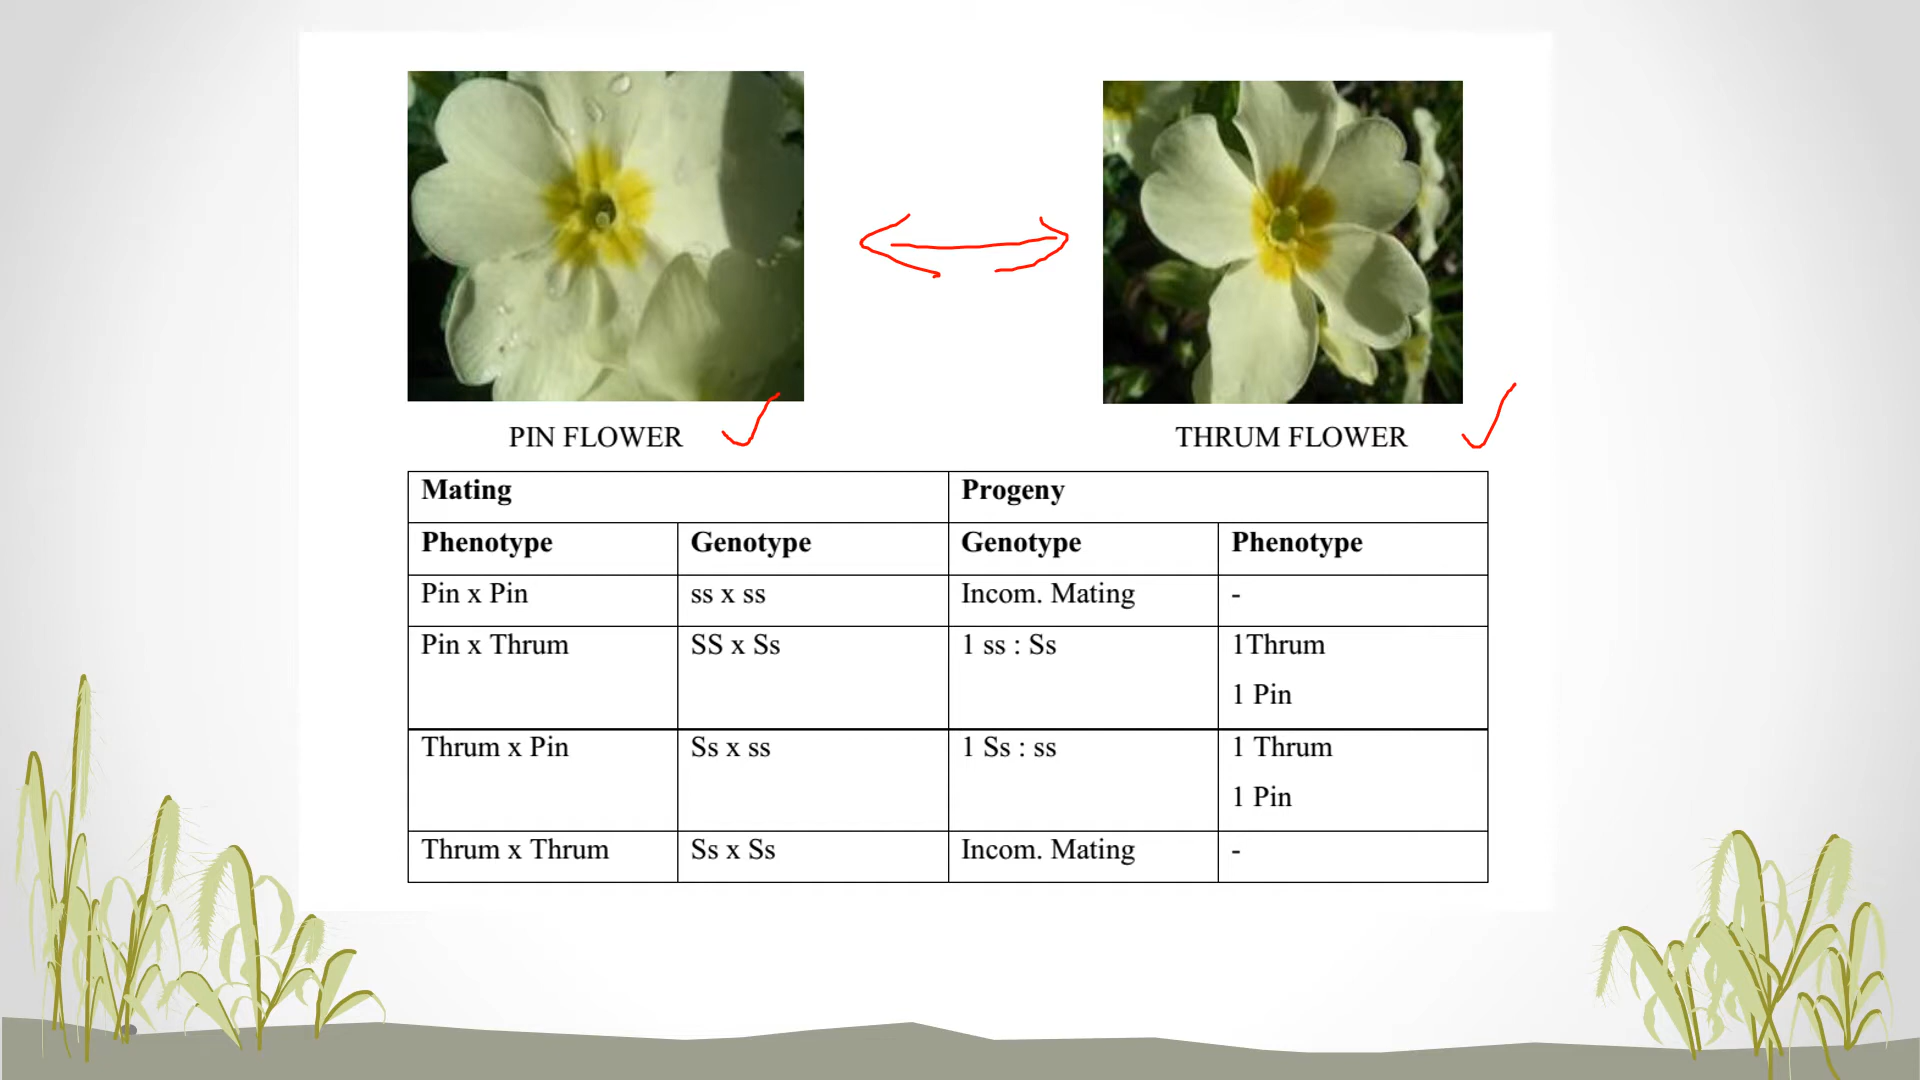 PIN FLOWER THRUM FLOWER
Mating Progeny
Phenotype Genotype Genotype Phenotype
Pin x Pin ss x ss Incom. Mating -
Pin x Thrum SS x Ss 1 ss : Ss 1Thrum
1 Pin
Thrum x Pin Ss x ss 1 Ss : ss 1 Thrum
1 Pin
Thrum x Thrum Ss x Ss Incom. Mating -